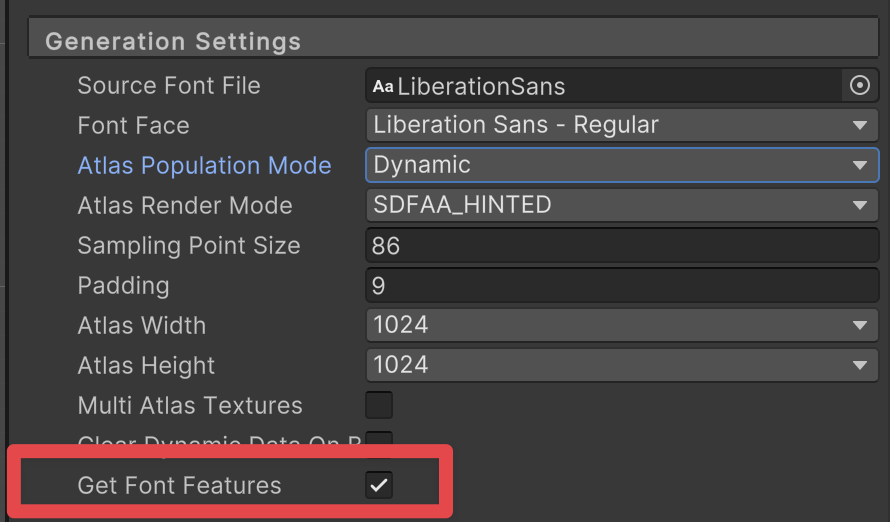 Generation Settings
Source Font File
Aa LiberationSans
Font Face
Liberation Sans - Regular
Atlas Population Mode
Dynamic
Atlas Render Mode
SDFAA_HINTED
Sampling Point Size
86
Padding
9
Atlas Width
1024
Atlas Height
1024
Multi Atlas Textures
Clear Dynamic Data On B
Get Font Features